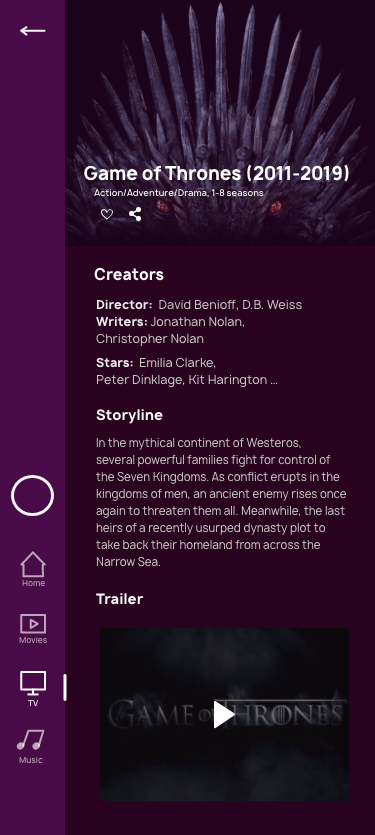 Game of Thrones (2011-2019)
Action/Adventure/Drama, 1-8 seasons
Creators
Director: David Benioff, D.B. Weiss
Writers: Jonathan Nolan,
Christopher Nolan
Stars: Emilia Clarke,
Peter Dinklage, Kit Harington ...
Storyline
In the mythical continent of Westeros,
several powerful families fight for control of
the Seven Kingdoms. As conflict erupts in the
kingdoms of men, an ancient enemy rises once
again to threaten them all. Meanwhile, the last
heirs of a recently usurped dynasty plot to
take back their homeland from across the
Narrow Sea.
Trailer
GAME OF THRONES
Home
Movies
TV
Music